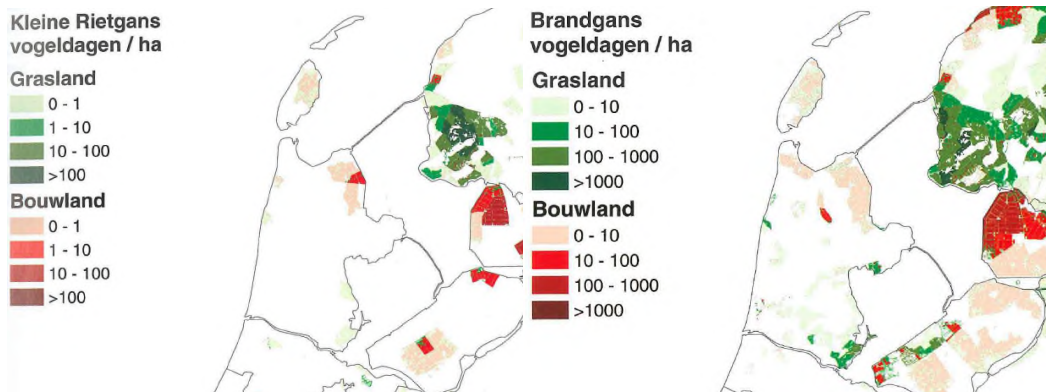 Kleine Rietgans
vogeldagen / ha
Grasland
0 - 1
1 - 10
10 - 100
>100
Bouwland
0 - 1
1 - 10
10 - 100
>100
Brandgans
vogeldagen / ha
Grasland
0 - 10
10 - 100
100 - 1000
>1000
Bouwland
0 - 10
10 - 100
100 - 1000
>1000